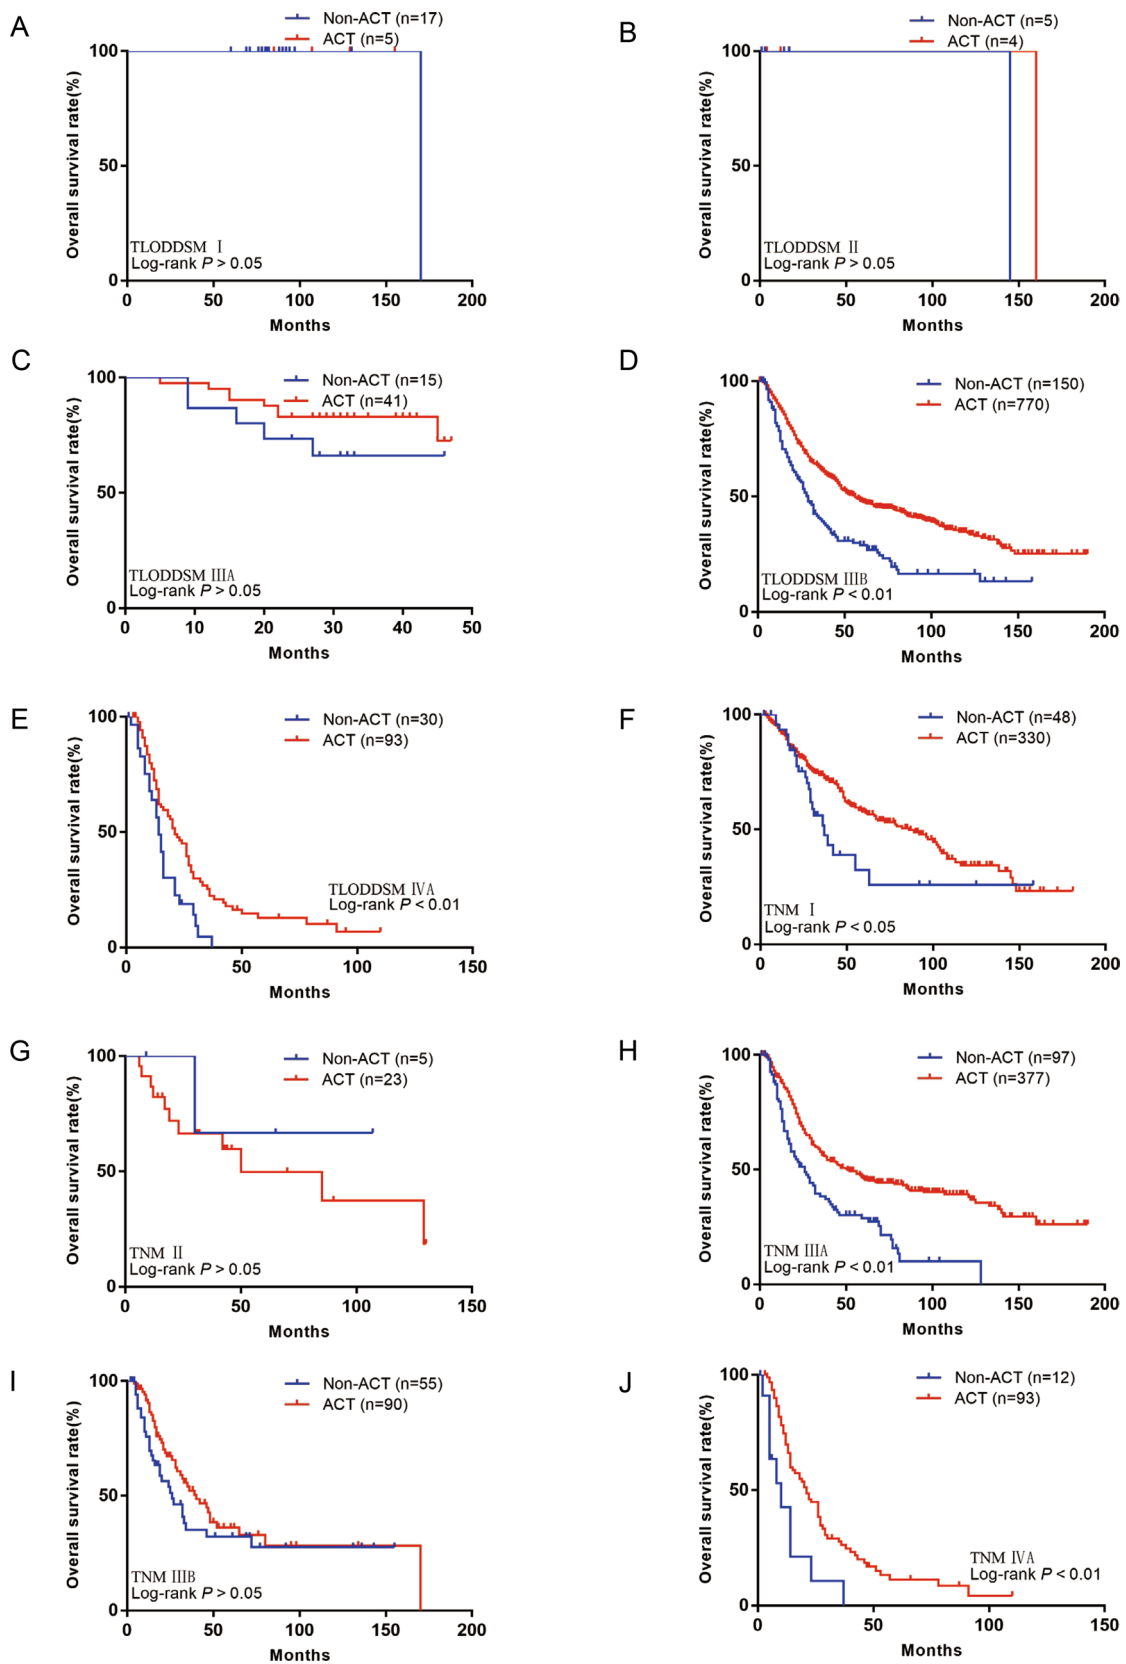 A
Non-ACT (n=17)
ACT (n=5)
Overall survival rate(%)
100
50
0
TLODDSM I
Log-rank P > 0.05
0 50 100 150 200
Months
B
Non-ACT (n=5)
ACT (n=4)
Overall survival rate(%)
100
50
0
TLODDSM II
Log-rank P > 0.05
0 50 100 150 200
Months
C
Non-ACT (n=15)
ACT (n=41)
Overall survival rate(%)
100
50
0
TLODDSM IIIA
Log-rank P > 0.05
0 10 20 30 40 50
Months
D
Non-ACT (n=150)
ACT (n=770)
Overall survival rate(%)
100
50
0
TLODDSM IIIB
Log-rank P < 0.01
0 50 100 150 200
Months
E
Non-ACT (n=30)
ACT (n=93)
Overall survival rate(%)
100
50
0
TLODDSM IVA
Log-rank P < 0.01
0 50 100 150
Months
F
Non-ACT (n=48)
ACT (n=330)
Overall survival rate(%)
100
50
0
TNM I
Log-rank P < 0.05
0 50 100 150 200
Months
G
Non-ACT (n=5)
ACT (n=23)
Overall survival rate(%)
100
50
0
TNM II
Log-rank P > 0.05
0 50 100 150
Months
H
Non-ACT (n=97)
ACT (n=377)
Overall survival rate(%)
100
50
0
TNM IIIA
Log-rank P < 0.01
0 50 100 150 200
Months
I
Non-ACT (n=55)
ACT (n=90)
Overall survival rate(%)
100
50
0
TNM IIIB
Log-rank P > 0.05
0 50 100 150 200
Months
J
Non-ACT (n=12)
ACT (n=93)
Overall survival rate(%)
100
50
0
TNM IVA
Log-rank P < 0.01
0 50 100 150
Months